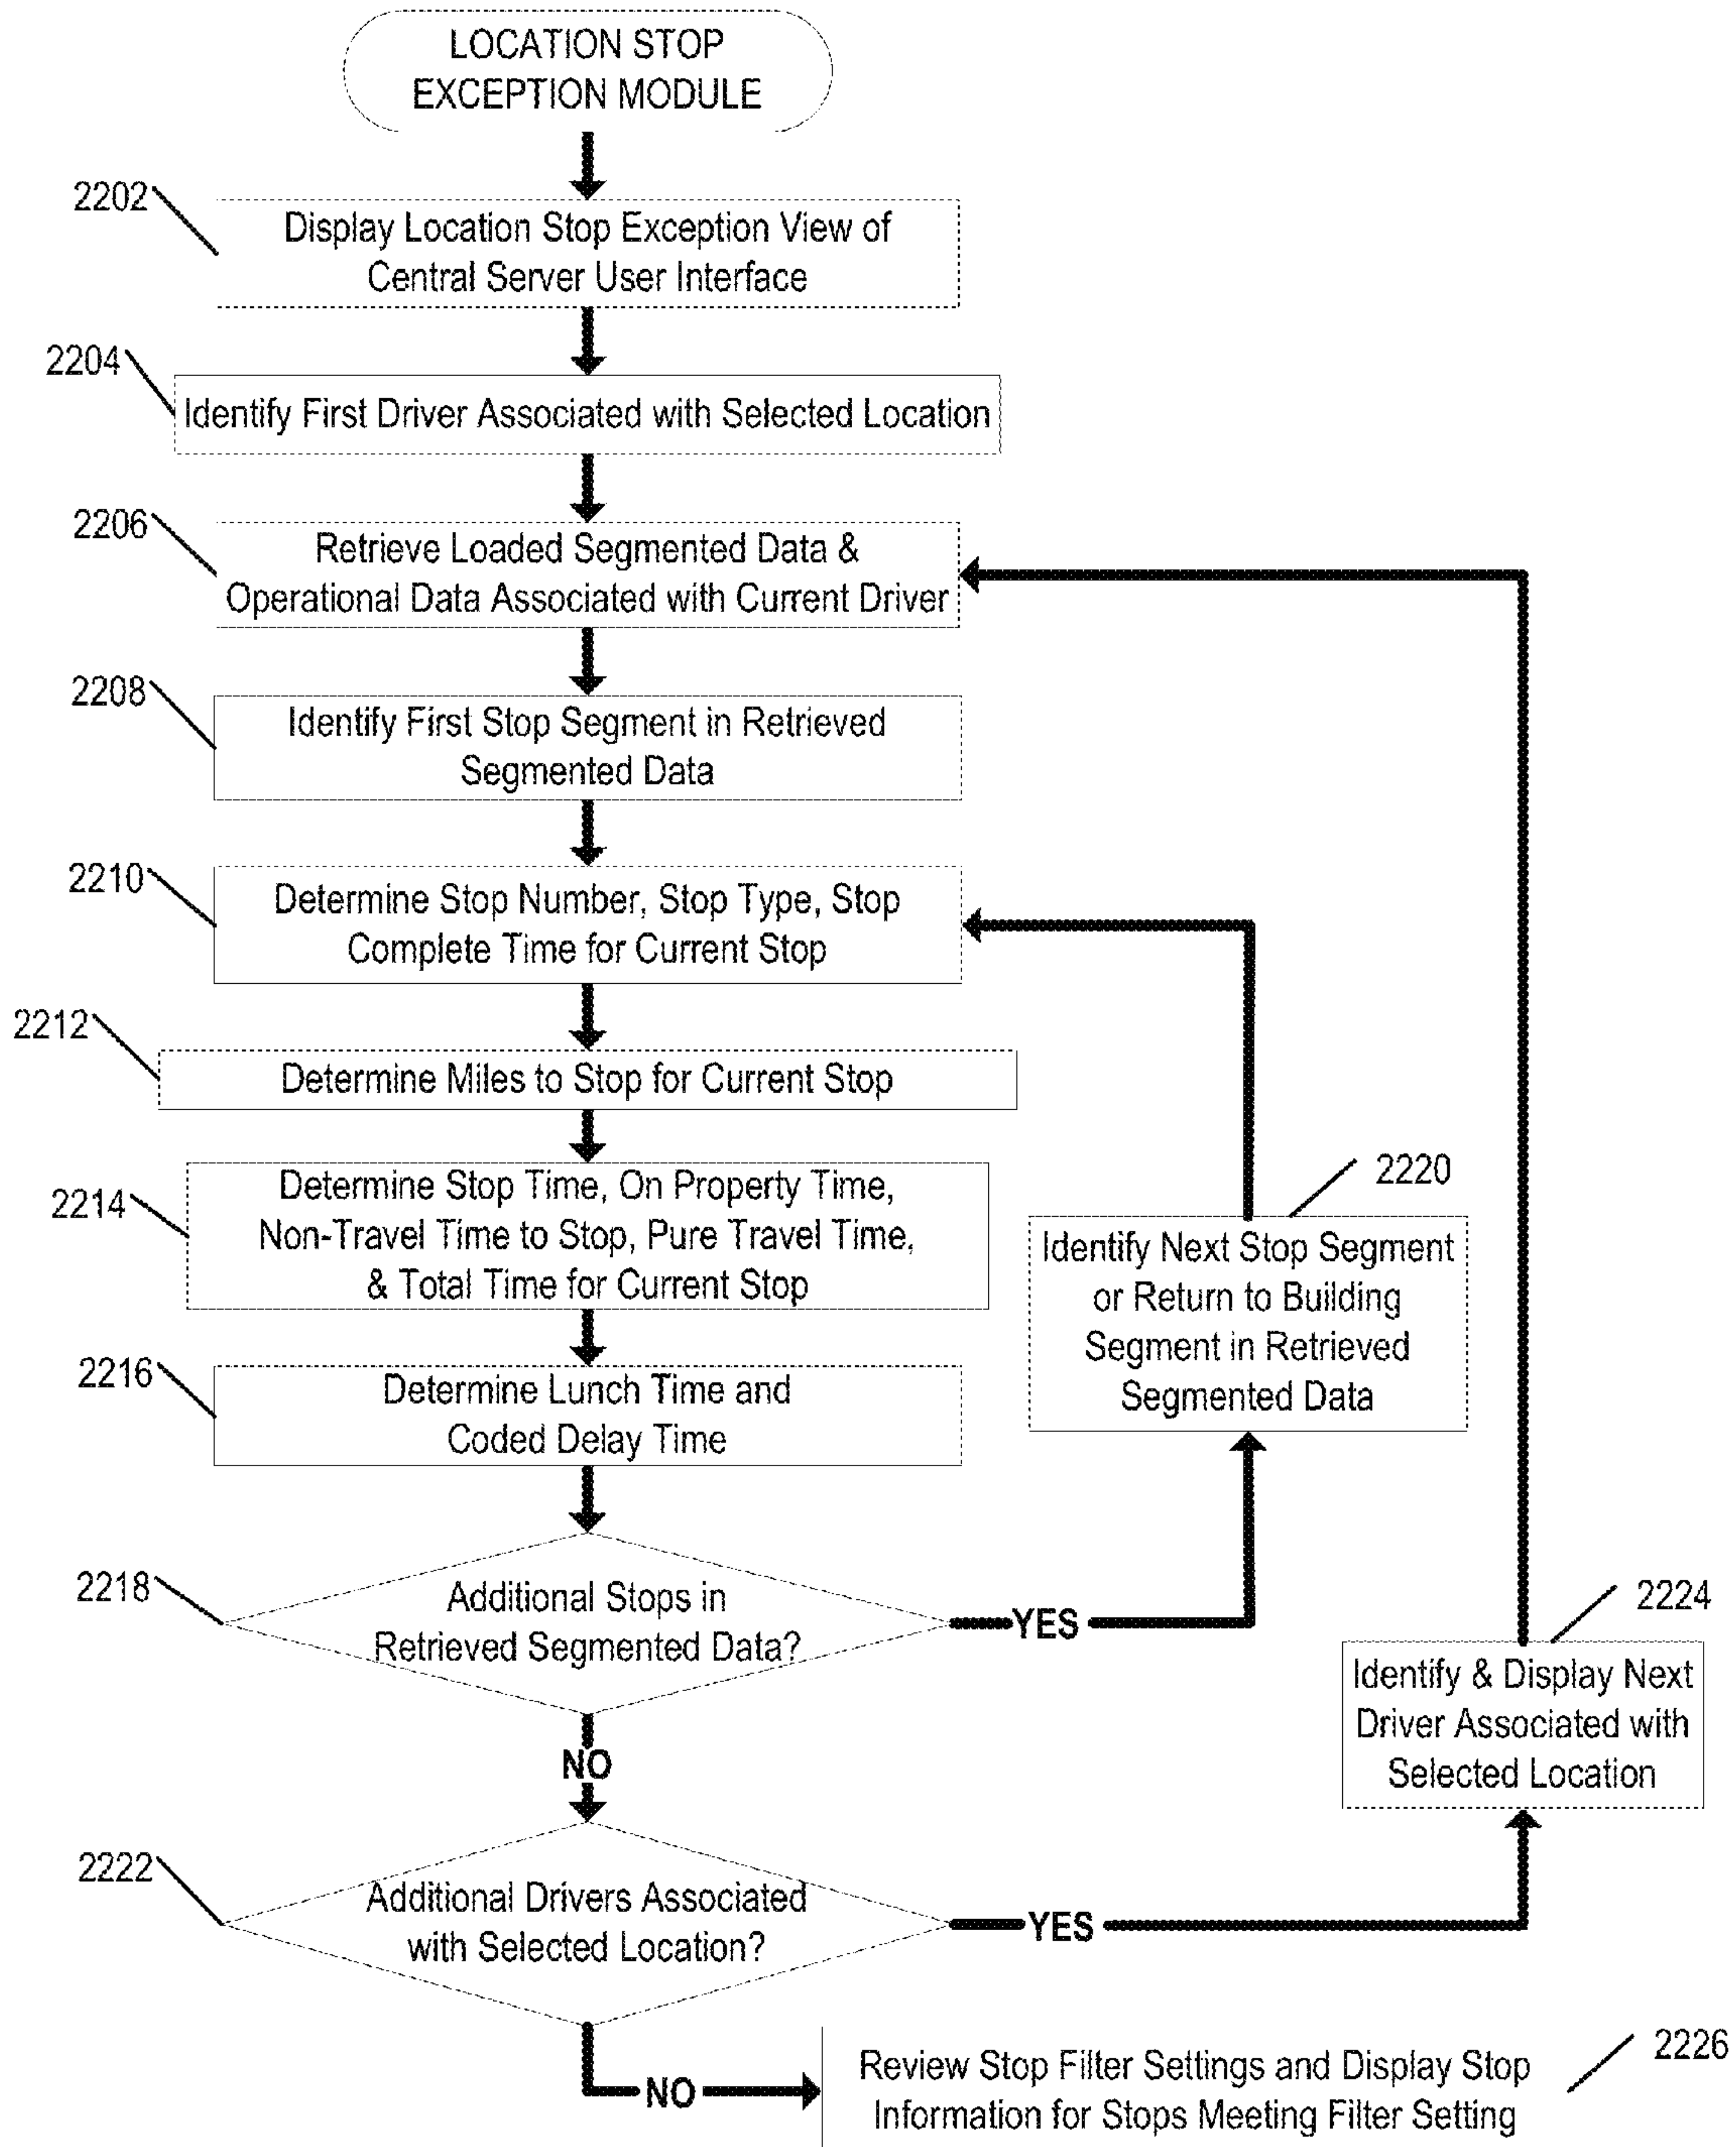 LOCATION STOP
EXCEPTION MODULE
2202
Display Location Stop Exception View of
Central Server User Interface
2204
Identify First Driver Associated with Selected Location
2206
Retrieve Loaded Segmented Data &
Operational Data Associated with Current Driver
2208
Identify First Stop Segment in Retrieved
Segmented Data
2210
Determine Stop Number, Stop Type, Stop
Complete Time for Current Stop
2212
Determine Miles to Stop for Current Stop
2214
Determine Stop Time, On Property Time,
Non-Travel Time to Stop, Pure Travel Time,
& Total Time for Current Stop
2216
Determine Lunch Time and
Coded Delay Time
2218
Additional Stops in
Retrieved Segmented Data?
YES
2220
Identify Next Stop Segment
or Return to Building
Segment in Retrieved
Segmented Data
NO
2222
Additional Drivers Associated
with Selected Location?
YES
2224
Identify & Display Next
Driver Associated with
Selected Location
NO
2226
Review Stop Filter Settings and Display Stop
Information for Stops Meeting Filter Setting